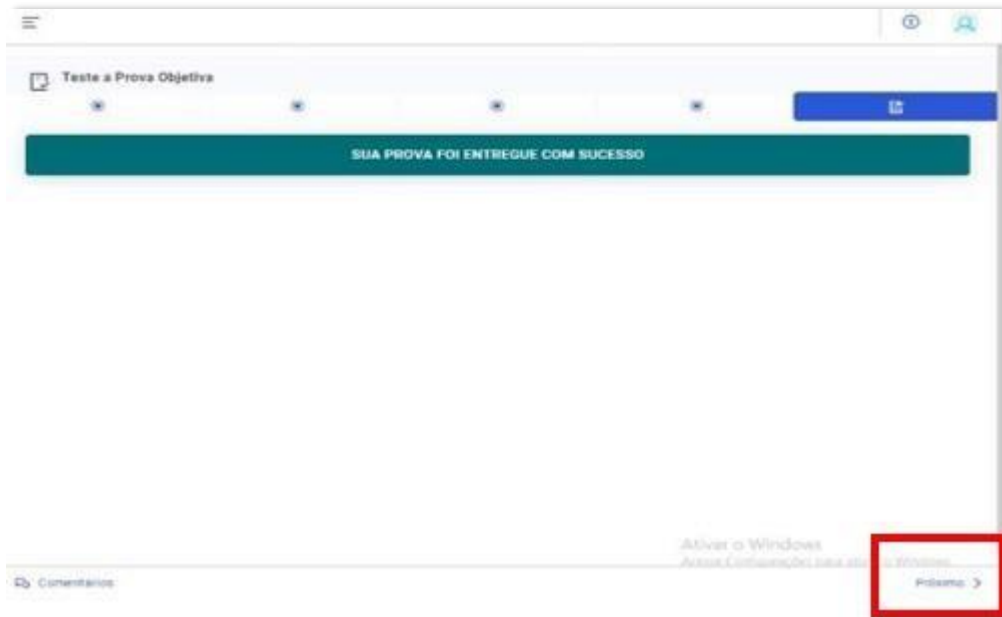 Teste a Prova Objetiva
SUA PROVA FOI ENTREGUE COM SUCESSO
Ativar o Windows
Comentários
Próximo